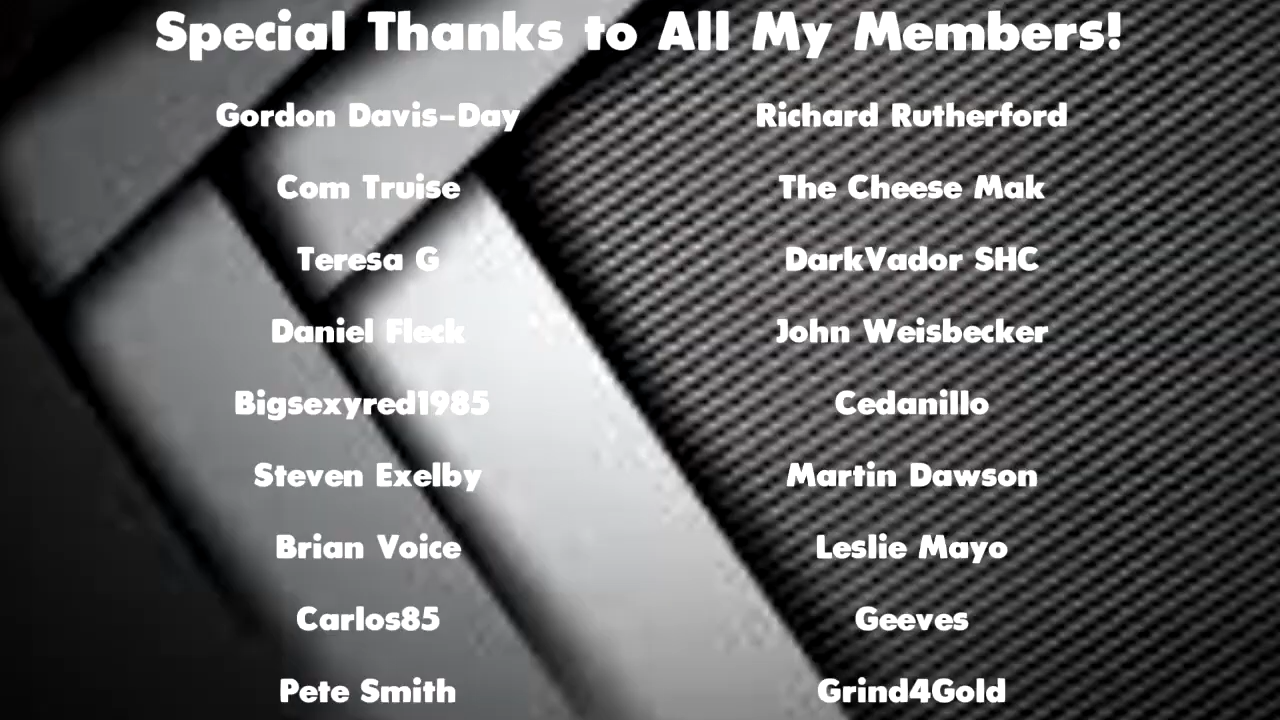 Special Thanks to All My Members!
Gordon Davis-Day
Richard Rutherford
Com Truise
The Cheese Mak
Teresa G
DarkVador SHC
Daniel Fleck
John Weisbecker
Bigsexyred1985
Cedanillo
Steven Exelby
Martin Dawson
Brian Voice
Leslie Mayo
Carlos85
Geeves
Pete Smith
Grind4Gold